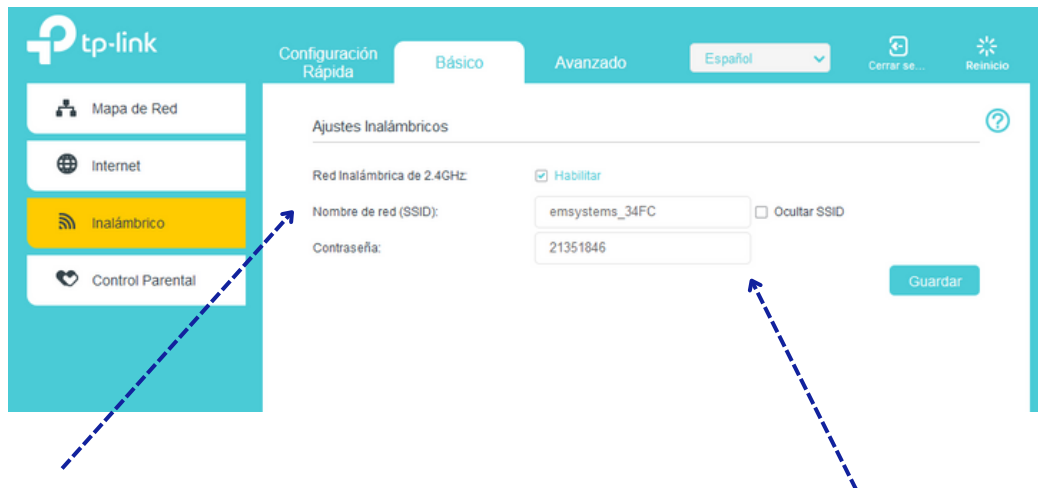 tp-link
Configuración
Rápida
Básico
Avanzado
Español
Cerrar se...
Reinicio
Mapa de Red
Internet
Inalámbrico
Control Parental
Ajustes Inalámbricos
?
Red Inalámbrica de 2.4GHz:
Habilitar
Nombre de red (SSID):
emsystems_34FC
Ocultar SSID
Contraseña:
21351846
Guardar